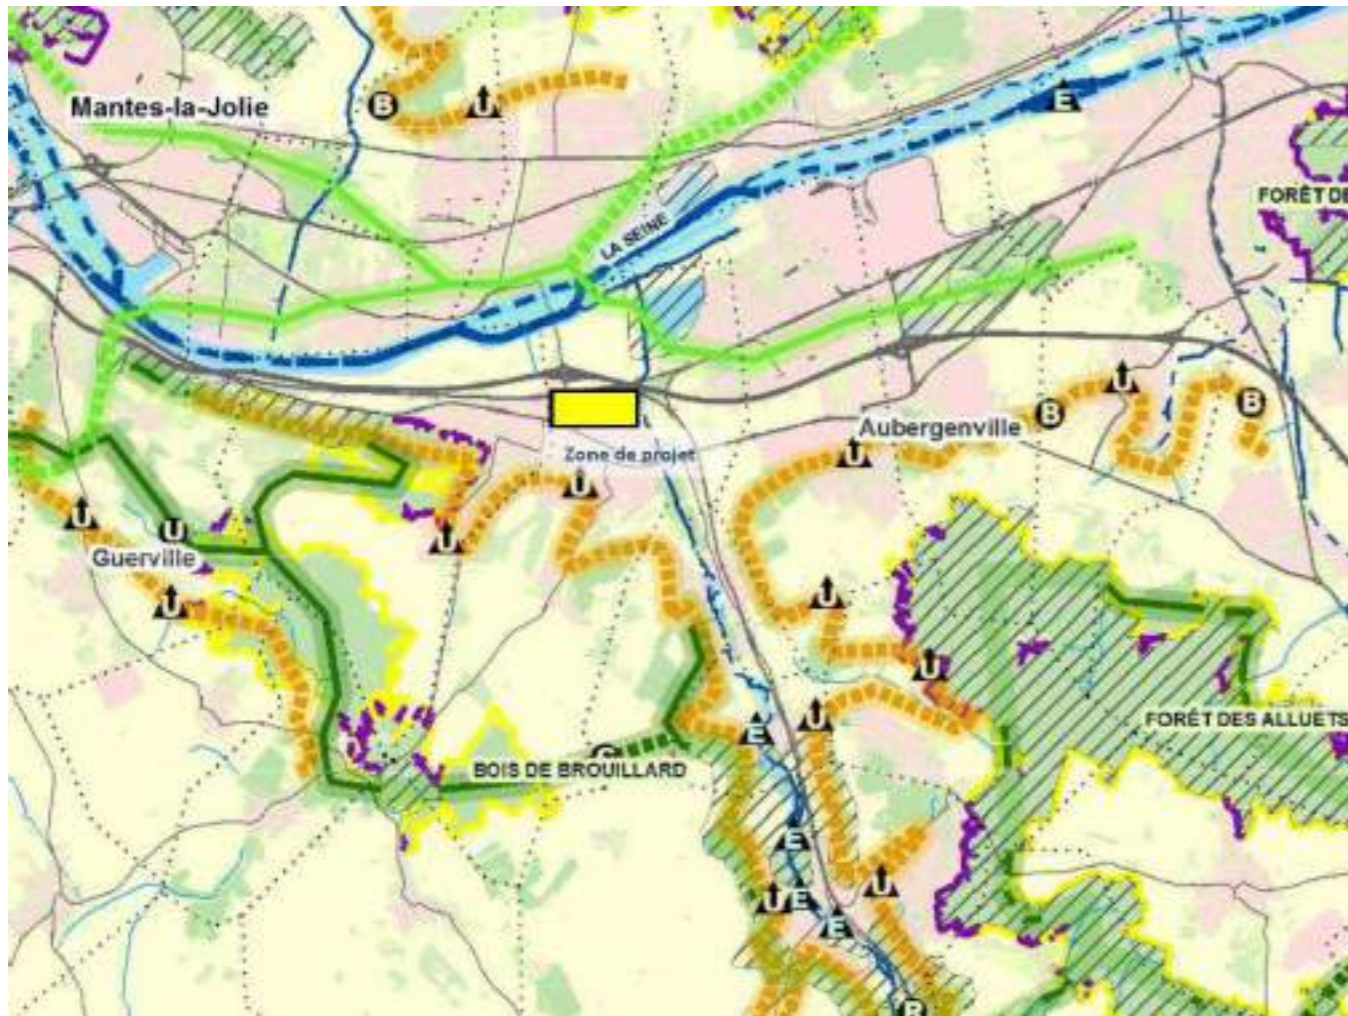 Mantes-la-Jolie
B
U
E
FORÊT DE
LA SEINE
U
B
B
Aubergenville
U
Zone de projet
U
U
U
U
Guerville
U
U
U
U
U
E
FORÊT DES ALLUETS
BOIS DE BROUILLARD
E
U
U
E
E